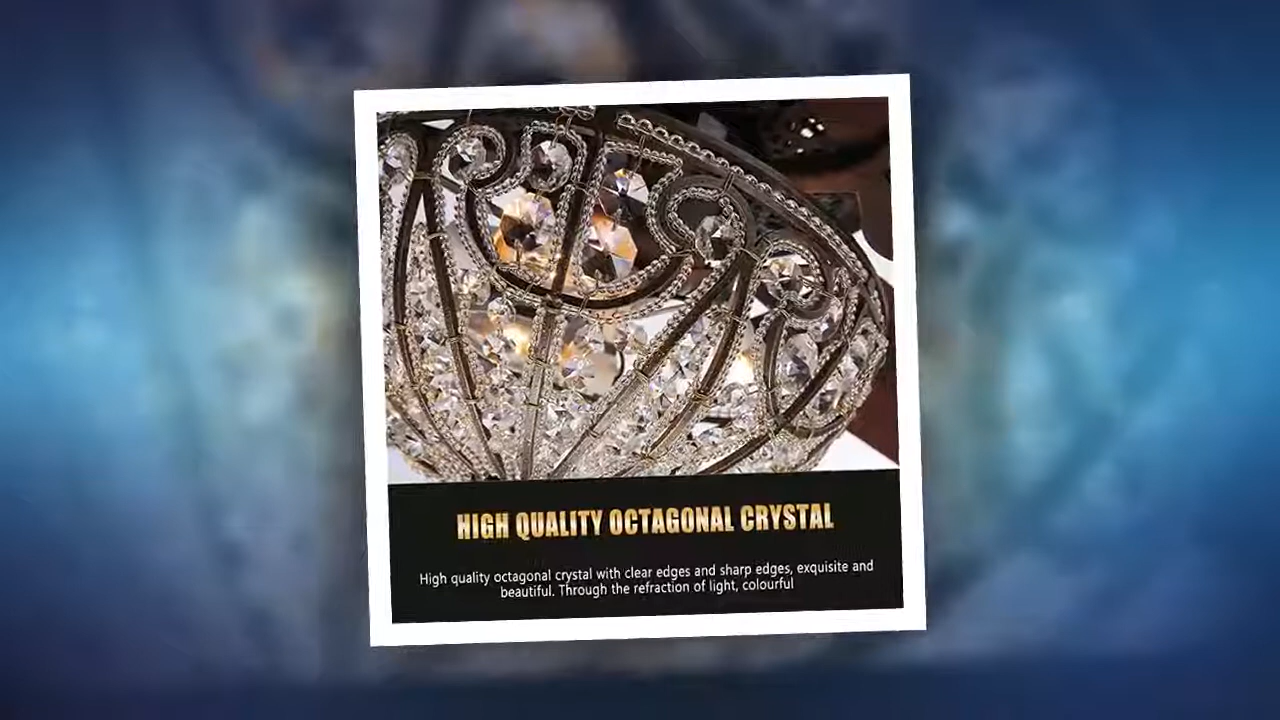 HIGH QUALITY OCTAGONAL CRYSTAL
High quality octagonal crystal with clear edges and sharp edges, exquisite and
beautiful. Through the refraction of light, colourful